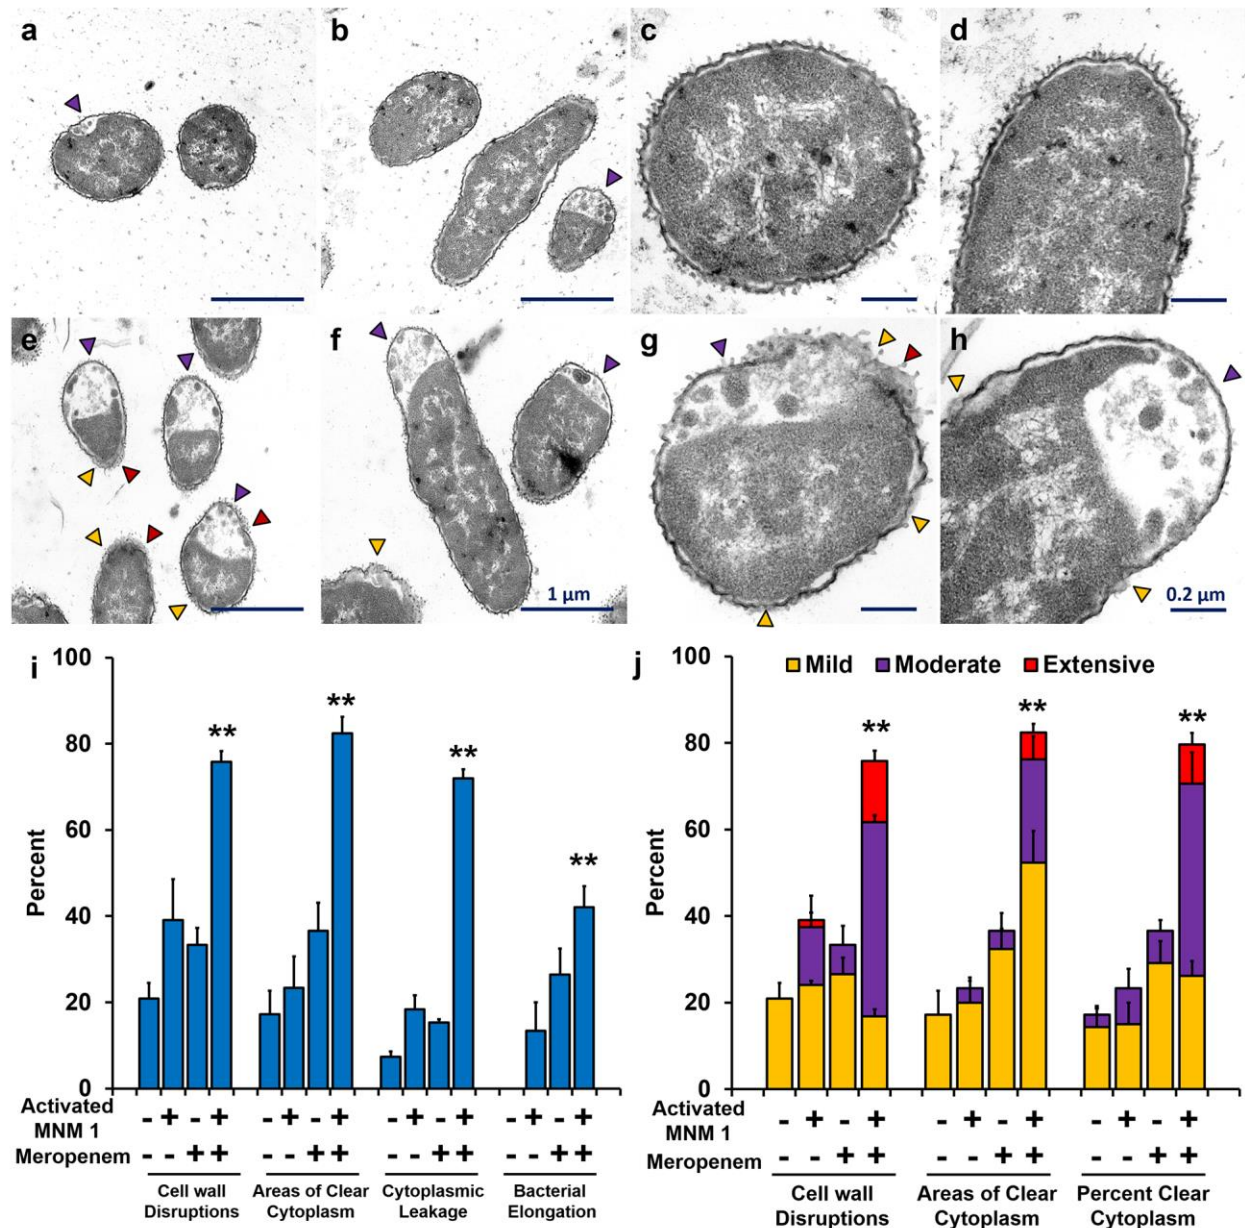 a b c d
e f g h
1 µm
0.2 µm
i
100
80
60
40
20
0
Percent
** ** ** **
Activated MNM 1 - + - + - + - + - + - + - + - +
Meropenem - - + + - - + + - - + + - - + +
Cell wall Areas of Clear Cytoplasmic Bacterial
Disruptions Cytoplasm Leakage Elongation
j
Mild Moderate Extensive
100
80
60
40
20
0
Percent
** ** **
Activated MNM 1 - + - + - + - + - + - +
Meropenem - - + + - - + + - - + +
Cell wall Areas of Clear Percent Clear
Disruptions Cytoplasm Cytoplasm